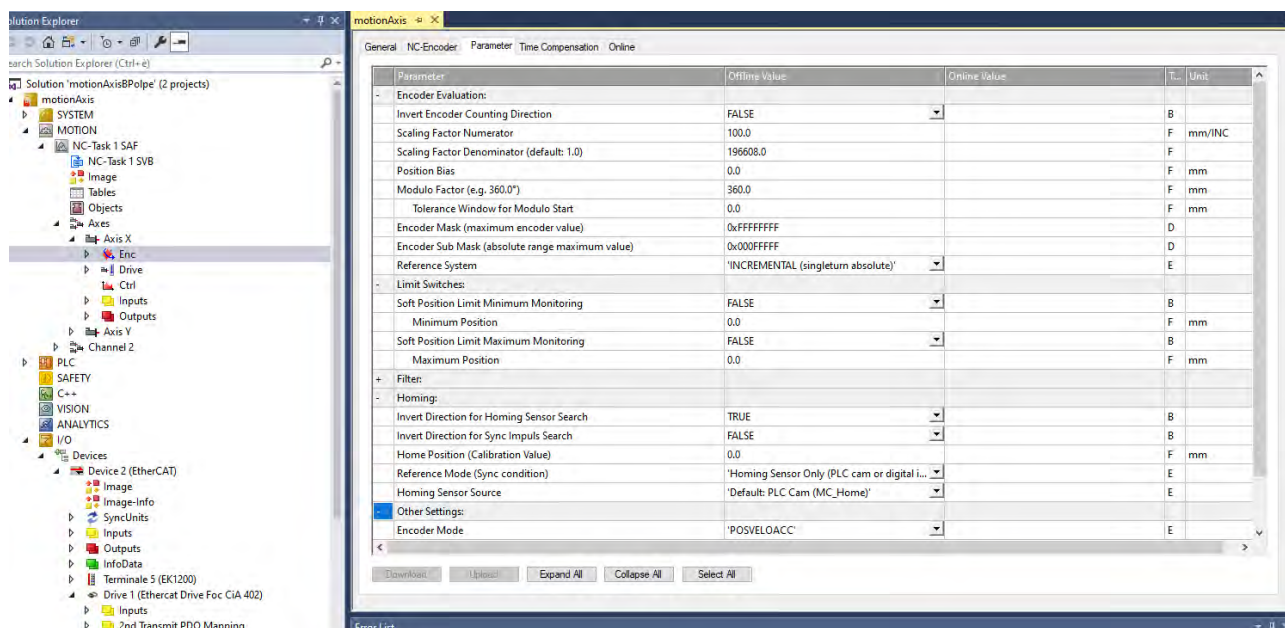 olution Explorer
earch Solution Explorer (Ctrl+è)
Solution 'motionAxisBPolpe' (2 projects)
motionAxis
SYSTEM
MOTION
NC-Task 1 SAF
NC-Task 1 SVB
Image
Tables
Objects
Axes
Axis X
Enc
Drive
Ctrl
Inputs
Outputs
Axis Y
Channel 2
PLC
SAFETY
C++
VISION
ANALYTICS
I/O
Devices
Device 2 (EtherCAT)
Image
Image-Info
SyncUnits
Inputs
Outputs
InfoData
Terminale 5 (EK1200)
Drive 1 (Ethercat Drive Foc CiA 402)
Inputs
2nd Transmit PDO Mapping
motionAxis
General NC-Encoder Parameter Time Compensation Online
Parameter Offline Value Online Value T... Unit
- Encoder Evaluation:
Invert Encoder Counting Direction FALSE B
Scaling Factor Numerator 100.0 F mm/INC
Scaling Factor Denominator (default: 1.0) 196608.0 F
Position Bias 0.0 F mm
Modulo Factor (e.g. 360.0°) 360.0 F mm
Tolerance Window for Modulo Start 0.0 F mm
Encoder Mask (maximum encoder value) 0xFFFFFFFF D
Encoder Sub Mask (absolute range maximum value) 0x000FFFFF D
Reference System 'INCREMENTAL (singleturn absolute)' E
- Limit Switches:
Soft Position Limit Minimum Monitoring FALSE B
Minimum Position 0.0 F mm
Soft Position Limit Maximum Monitoring FALSE B
Maximum Position 0.0 F mm
+ Filter:
- Homing:
Invert Direction for Homing Sensor Search TRUE B
Invert Direction for Sync Impuls Search FALSE B
Home Position (Calibration Value) 0.0 F mm
Reference Mode (Sync condition) 'Homing Sensor Only (PLC cam or digital i... E
Homing Sensor Source 'Default: PLC Cam (MC_Home)' E
- Other Settings:
Encoder Mode 'POSVELOACC' E
Download Upload Expand All Collapse All Select All
Error List